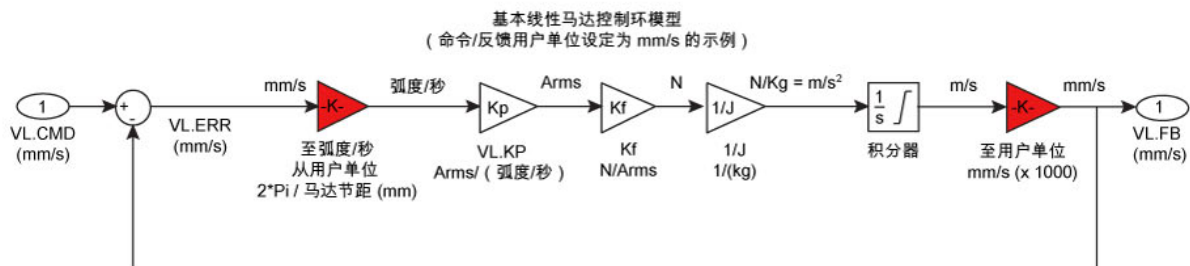 基本线性马达控制环模型
（命令/反馈用户单位设定为 mm/s 的示例）
mm/s
弧度/秒
Arms
N
N/Kg = m/s²
m/s
mm/s
1
+
-
-K-
Kp
Kf
1/J
1
s
-K-
1
VL.CMD
(mm/s)
VL.ERR
(mm/s)
至弧度/秒
从用户单位
2*Pi / 马达节距 (mm)
VL.KP
Arms/（弧度/秒）
Kf
N/Arms
1/J
1/(kg)
积分器
至用户单位
mm/s (x 1000)
VL.FB
(mm/s)